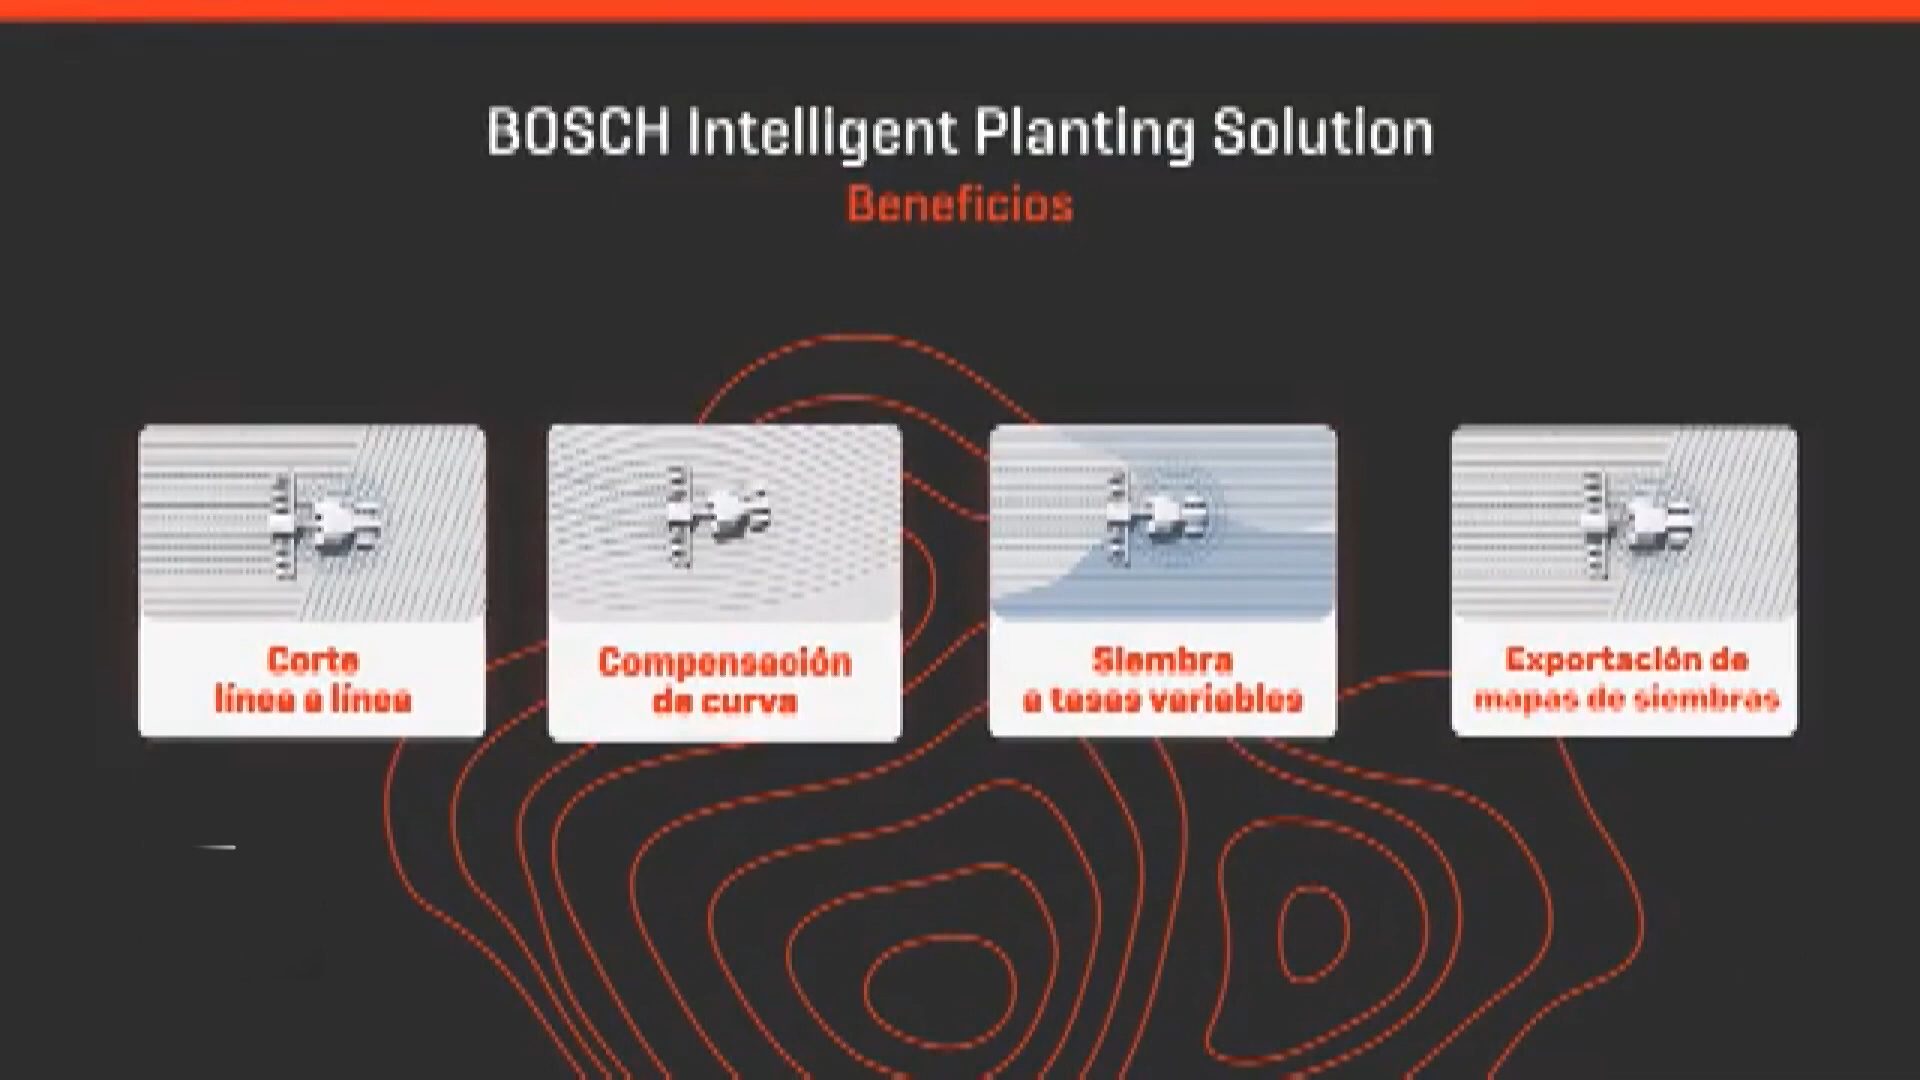 BOSCH Intelligent Planting Solution
Beneficios
Corte
línea a línea
Compensación
de curva
Siembra
a tasas variables
Exportación de
mapas de siembras